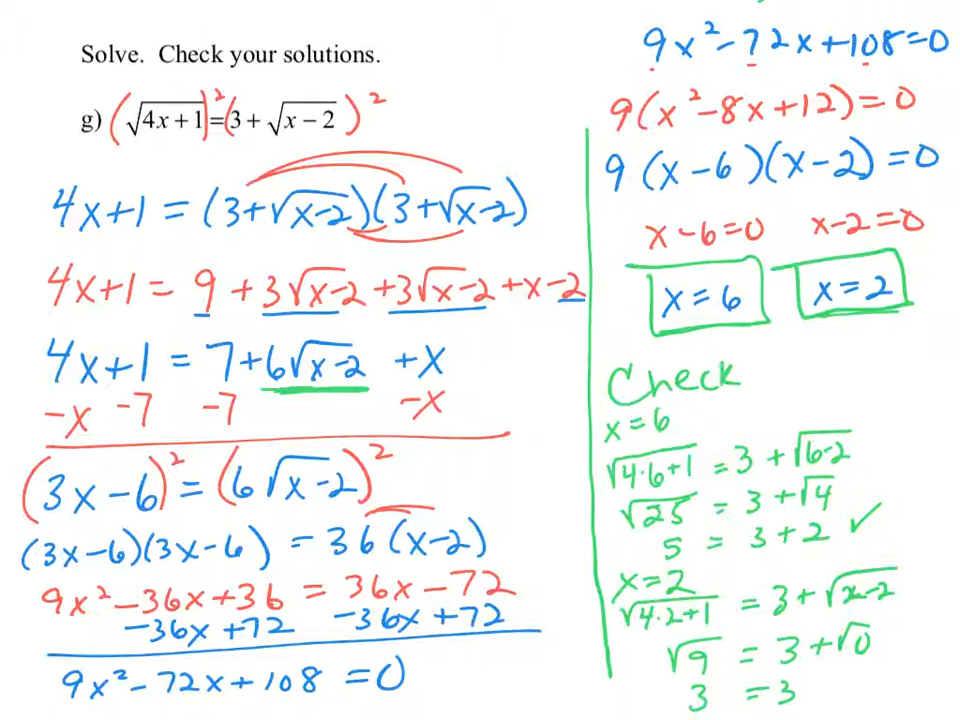 Solve. Check your solutions.
g) (√(4x + 1))² = (3 + √(x − 2))²
4x+1 = (3+√(x-2))(3+√(x-2))
4x+1 = 9 + 3√(x-2) + 3√(x-2) + x - 2
4x+1 = 7+6√(x-2) + x
-x -7 -7 -x
(3x-6)² = (6√(x-2))²
(3x-6)(3x-6) = 36(x-2)
9x² - 36x + 36 = 36x - 72
-36x +72 -36x +72
9x² - 72x + 108 = 0
9x² - 72x + 108 = 0
9(x² - 8x + 12) = 0
9(x-6)(x-2) = 0
x-6=0 x-2=0
x=6 x=2
Check
x=6
√(4·6+1) = 3 + √(6-2)
√25 = 3 + √4
5 = 3+2 ✓
x=2
√(4·2+1) = 3+√(2-2)
√9 = 3+√0
3 = 3